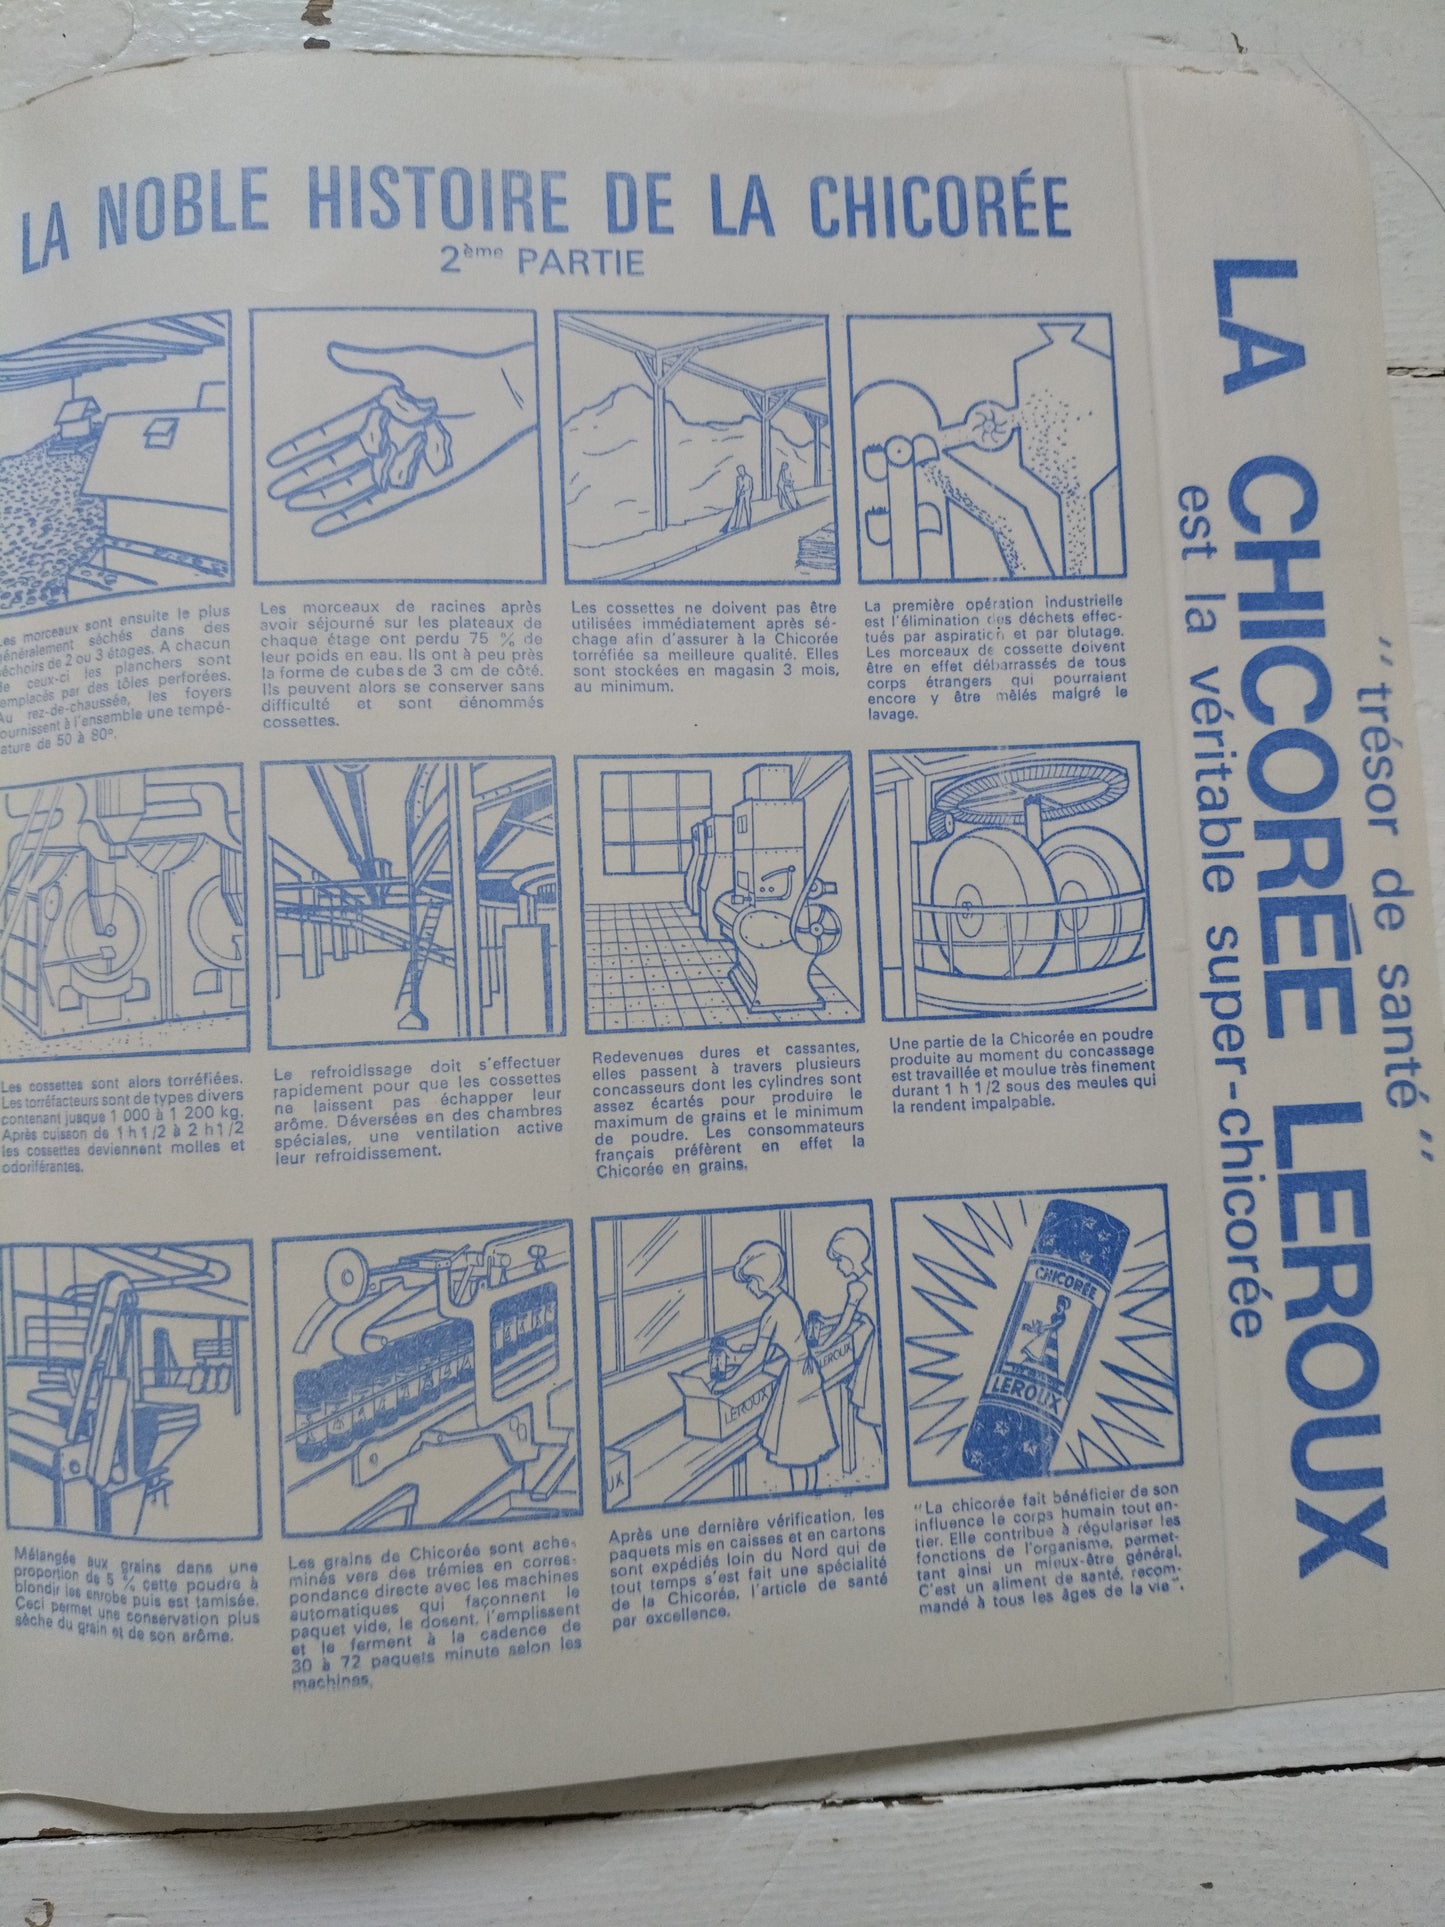 LA NOBLE HISTOIRE DE LA CHICORÉE
2ème PARTIE
Les morceaux sont ensuite le plus
généralement séchés dans des
séchoirs de 2 ou 3 étages. A chacun
de ceux-ci les planchers sont
remplacés par des tôles perforées.
Au rez-de-chaussée, les foyers
fournissent à l'ensemble une tempé-
rature de 50 à 80°.
Les morceaux de racines après
avoir séjourné sur les plateaux de
chaque étage ont perdu 75 % de
leur poids en eau. Ils ont à peu près
la forme de cubes de 3 cm de côté.
Ils peuvent alors se conserver sans
difficulté et sont dénommés
cossettes.
Les cossettes ne doivent pas être
utilisées immédiatement après sé-
chage afin d'assurer à la Chicorée
torréfiée sa meilleure qualité. Elles
sont stockées en magasin 3 mois,
au minimum.
La première opération industrielle
est l'élimination des déchets effec-
tués par aspiration et par blutage.
Les morceaux de cossette doivent
être en effet débarrassés de tous
corps étrangers qui pourraient
encore y être mêlés malgré le
lavage.
Les cossettes sont alors torréfiées.
Les torréfacteurs sont de types divers
contenant jusque 1 000 à 1 200 kg.
Après cuisson de 1 h 1/2 à 2 h 1/2
les cossettes deviennent molles et
odoriférantes.
Le refroidissage doit s'effectuer
rapidement pour que les cossettes
ne laissent pas échapper leur
arôme. Déversées en des chambres
spéciales, une ventilation active
leur refroidissement.
Redevenues dures et cassantes,
elles passent à travers plusieurs
concasseurs dont les cylindres sont
assez écartés pour produire le
maximum de grains et le minimum
de poudre. Les consommateurs
français préfèrent en effet la
Chicorée en grains.
Une partie de la Chicorée en poudre
produite au moment du concassage
est travaillée et moulue très finement
durant 1 h 1/2 sous des meules qui
la rendent impalpable.
LEROUX
LEROUX
UX
CHICORÉE
LEROUX
Mélangée aux grains dans une
proportion de 5 % cette poudre à
blondir les enrobe puis est tamisée.
Ceci permet une conservation plus
sèche du grain et de son arôme.
Les grains de Chicorée sont ache-
minés vers des trémies en corres-
pondance directe avec les machines
automatiques qui façonnent le
paquet vide, le dosent, l'emplissent
et le ferment à la cadence de
30 à 72 paquets minute selon les
machines.
Après une dernière vérification, les
paquets mis en caisses et en cartons
sont expédiés loin du Nord qui de
tout temps s'est fait une spécialité
de la Chicorée, l'article de santé
par excellence.
"La chicorée fait bénéficier de son
influence le corps humain tout en-
tier. Elle contribue à régulariser les
fonctions de l'organisme, permet-
tant ainsi un mieux-être général.
C'est un aliment de santé, recom-
mandé à tous les âges de la vie".
"trésor de santé"
LA CHICORÉE LEROUX
est la véritable super-chicorée